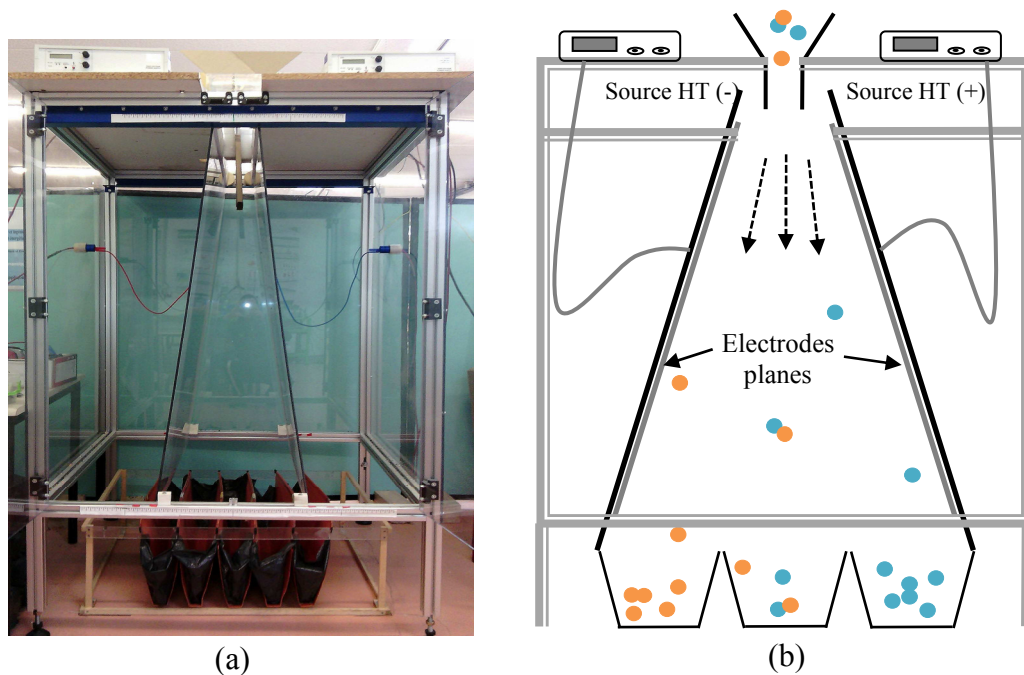 Source HT (-)
Source HT (+)
Electrodes
planes
(a)
(b)